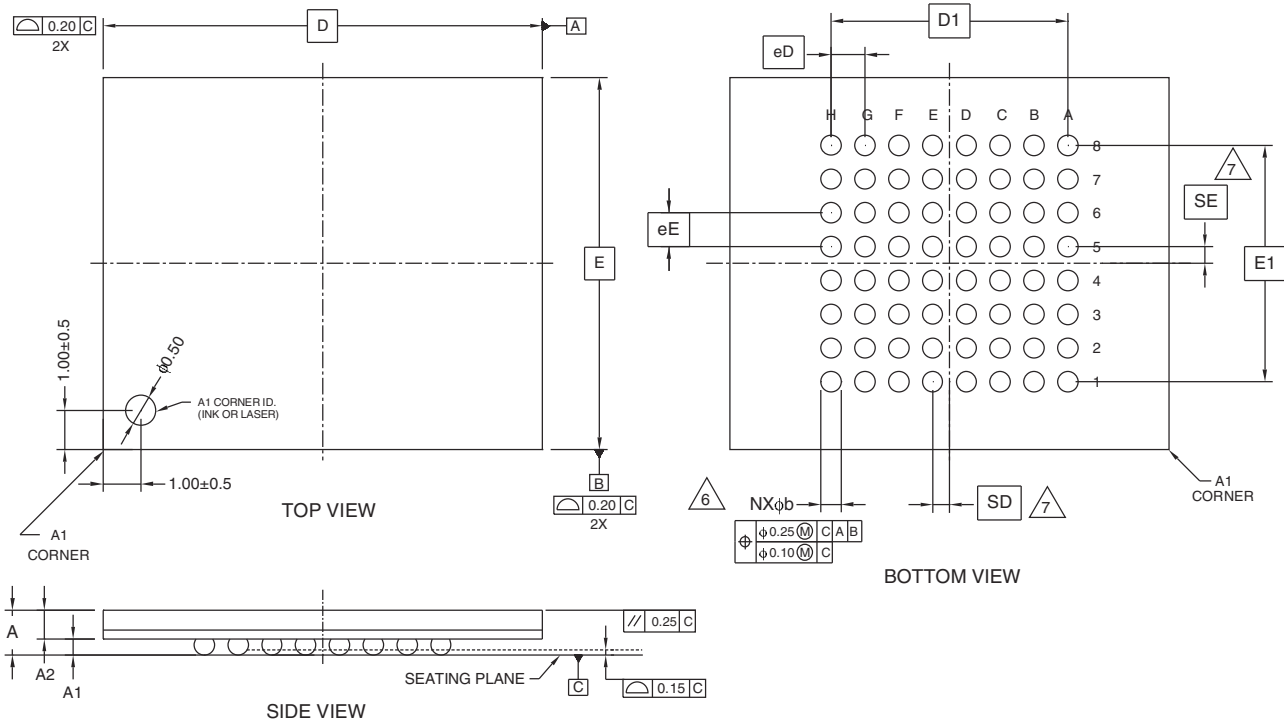 ⌓ 0.20 C
2X
D
A
E
1.00±0.5
ϕ0.50
A1 CORNER ID.
(INK OR LASER)
1.00±0.5
A1
CORNER
TOP VIEW
B
⌓ 0.20 C
2X
D1
eD
H G F E D C B A
8
7
6
5
4
3
2
1
7
SE
eE
E1
6
NXϕb
⌖ ϕ0.25 Ⓜ C A B
ϕ0.10 Ⓜ C
SD
7
A1
CORNER
BOTTOM VIEW
A
A2
A1
// 0.25 C
SEATING PLANE
C
⌓ 0.15 C
SIDE VIEW